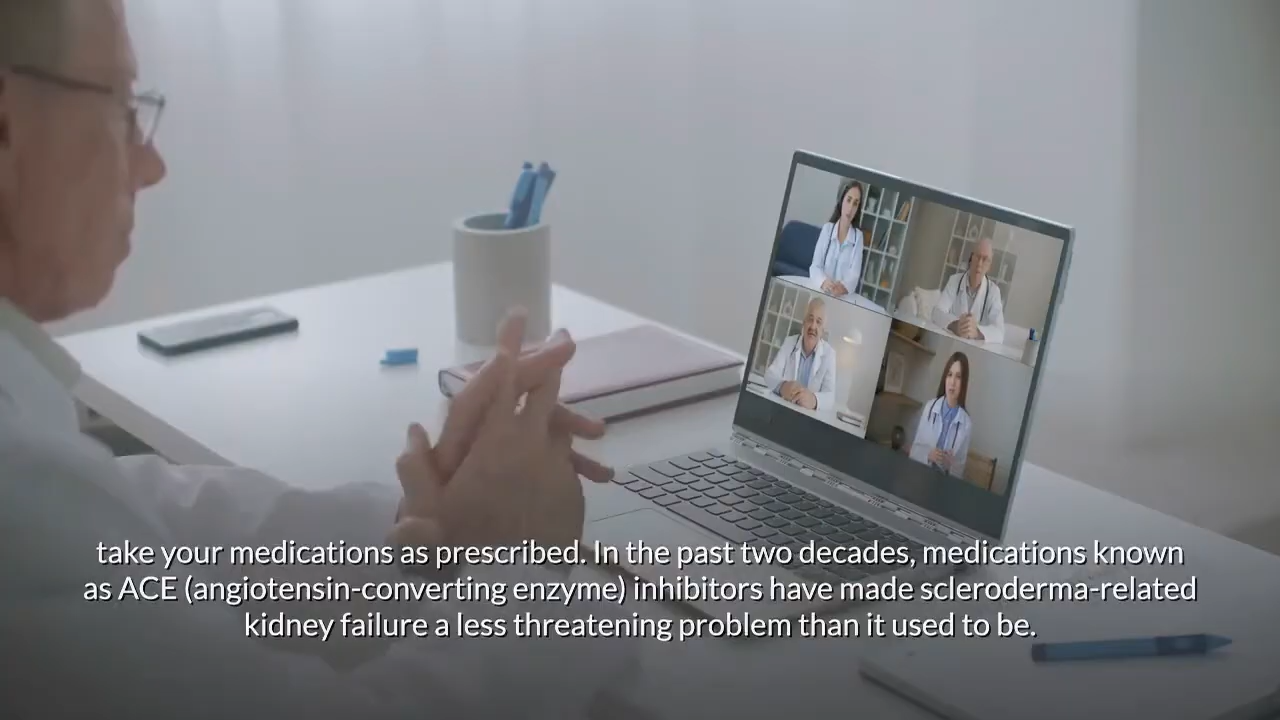 take your medications as prescribed. In the past two decades, medications known
as ACE (angiotensin-converting enzyme) inhibitors have made scleroderma-related
kidney failure a less threatening problem than it used to be.